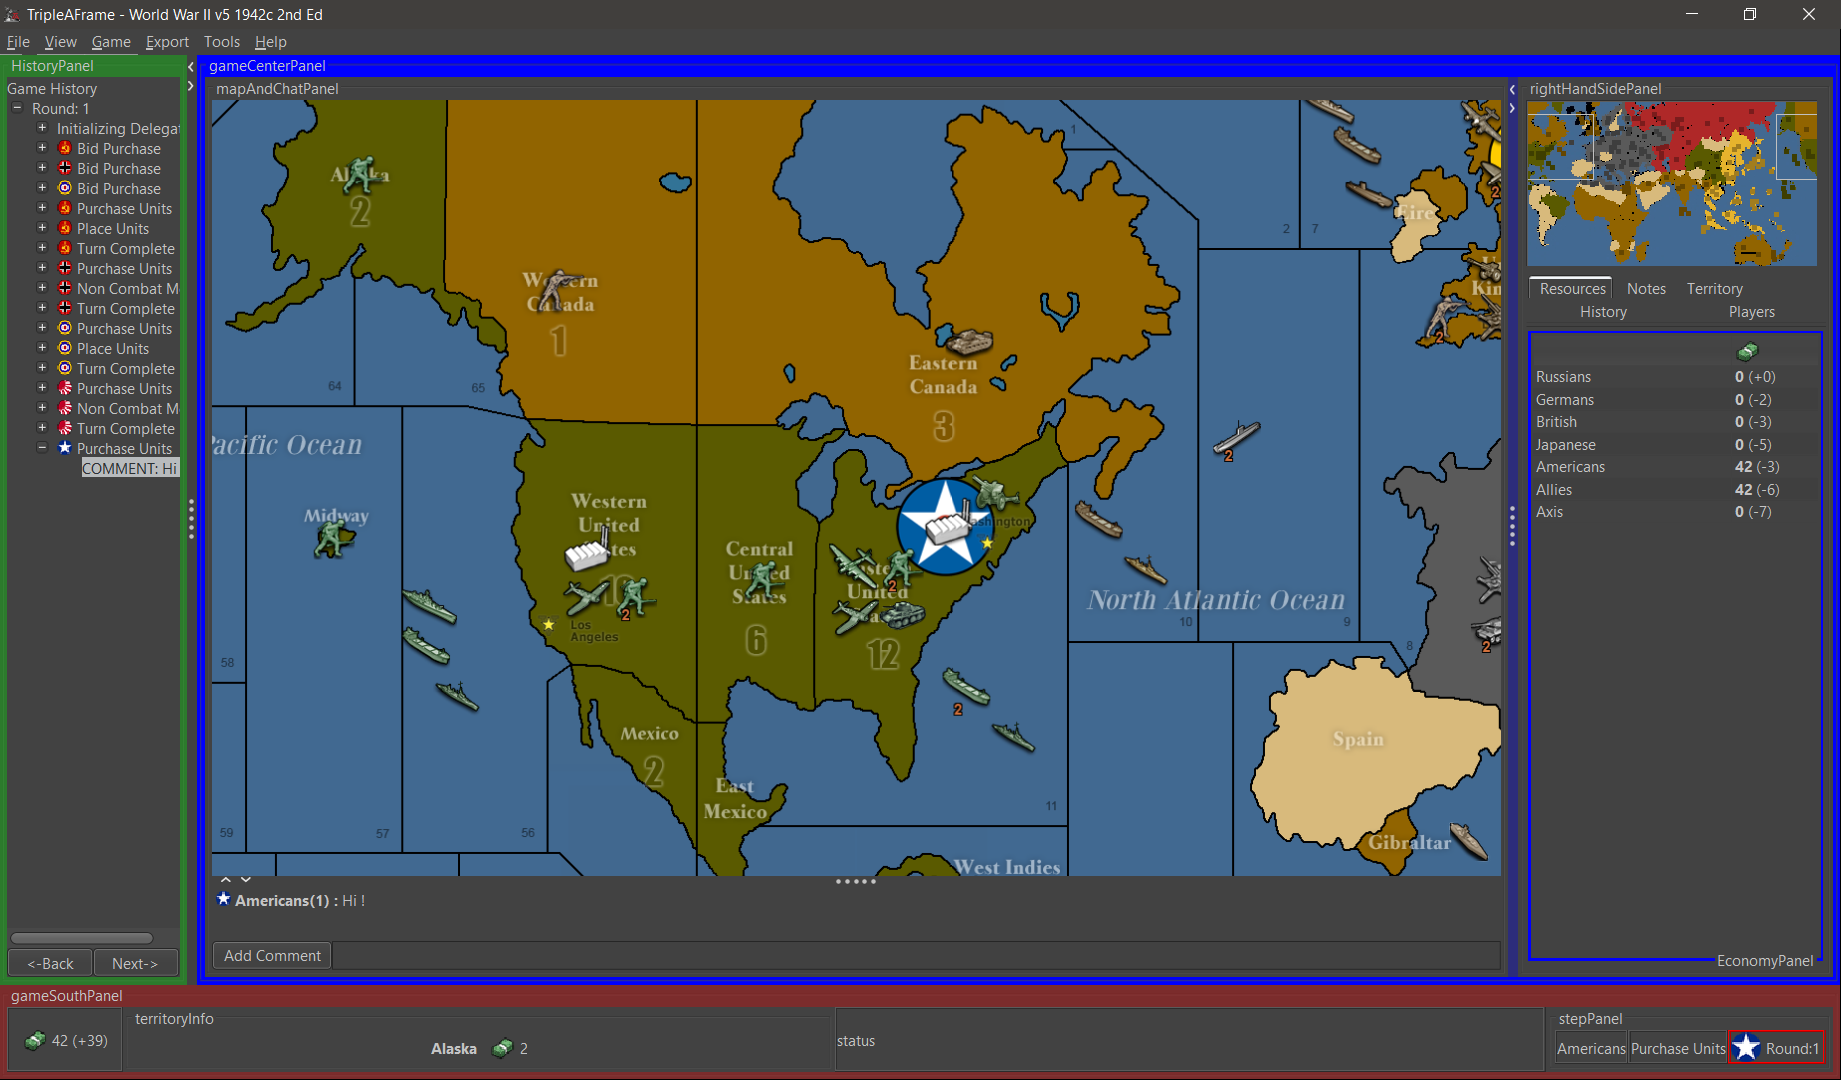 TripleAFrame - World War II v5 1942c 2nd Ed
File View Game Export Tools Help
HistoryPanel
Game History
Round: 1
Initializing Delegat
Bid Purchase
Bid Purchase
Bid Purchase
Purchase Units
Place Units
Turn Complete
Purchase Units
Non Combat M
Turn Complete
Purchase Units
Place Units
Turn Complete
Purchase Units
Non Combat M
Turn Complete
Purchase Units
COMMENT: Hi
<-Back Next->
gameCenterPanel
mapAndChatPanel
1
Alaska
2
2 7
Eire
2
Western
Canada
1
Kin
2
Eastern
Canada
3
64 65
Pacific Ocean
2
Midway
Western
United
States
10
2
Los
Angeles
Central
United
States
6
Washington
Eastern
United
2
12
North Atlantic Ocean
10 9 8
2
58
2
Mexico
2
Spain
East
Mexico
11
59 57 56
Gibraltar
West Indies
Americans(1) : Hi !
Add Comment
rightHandSidePanel
Resources Notes Territory
History Players
Russians 0 (+0)
Germans 0 (-2)
British 0 (-3)
Japanese 0 (-5)
Americans 42 (-3)
Allies 42 (-6)
Axis 0 (-7)
EconomyPanel
gameSouthPanel
42 (+39)
territoryInfo
Alaska 2
status
stepPanel
Americans Purchase Units Round:1